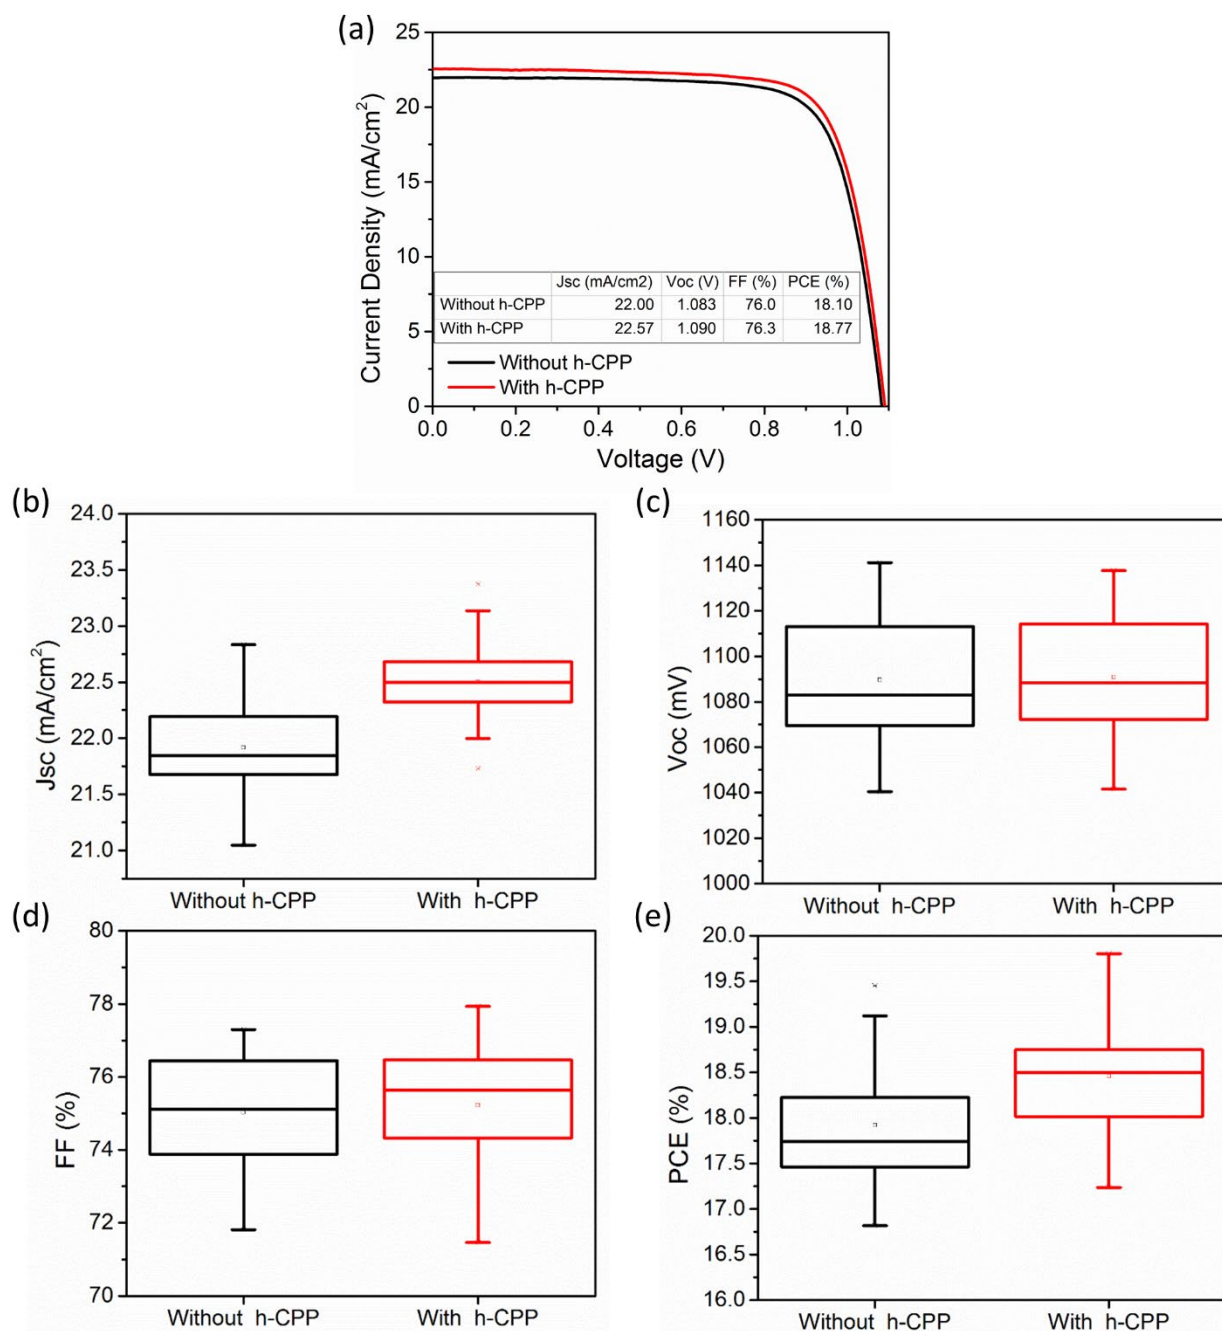 (a)
25
20
15
10
5
0
Current Density (mA/cm²)
Jsc (mA/cm2) Voc (V) FF (%) PCE (%)
Without h-CPP 22.00 1.083 76.0 18.10
With h-CPP 22.57 1.090 76.3 18.77
Without h-CPP
With h-CPP
0.0 0.2 0.4 0.6 0.8 1.0
Voltage (V)
(b)
24.0
23.5
23.0
22.5
22.0
21.5
21.0
Jsc (mA/cm²)
Without h-CPP With h-CPP
(c)
1160
1140
1120
1100
1080
1060
1040
1020
1000
Voc (mV)
Without h-CPP With h-CPP
(d)
80
78
76
74
72
70
FF (%)
Without h-CPP With h-CPP
(e)
20.0
19.5
19.0
18.5
18.0
17.5
17.0
16.5
16.0
PCE (%)
Without h-CPP With h-CPP